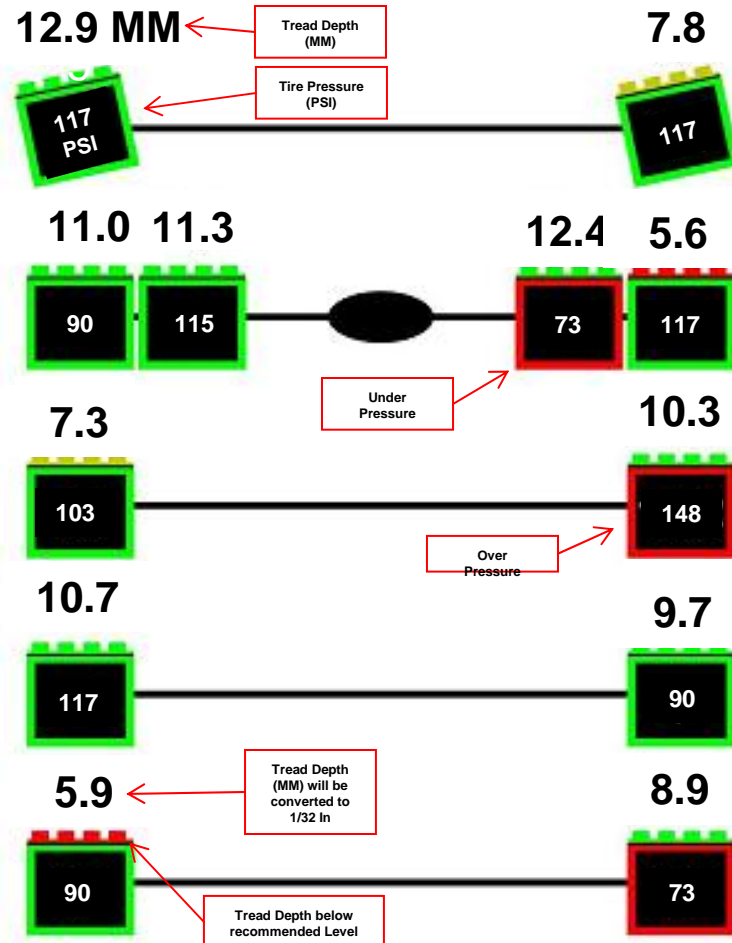 12.9 MM
Tread Depth
(MM)
7.8
Tire Pressure
(PSI)
117
PSI
117
11.0 11.3
12.4 5.6
90
115
73
117
Under
Pressure
7.3
10.3
103
148
Over
Pressure
10.7
9.7
117
90
Tread Depth
(MM) will be
converted to
1/32 In
5.9
8.9
90
73
Tread Depth below
recommended Level